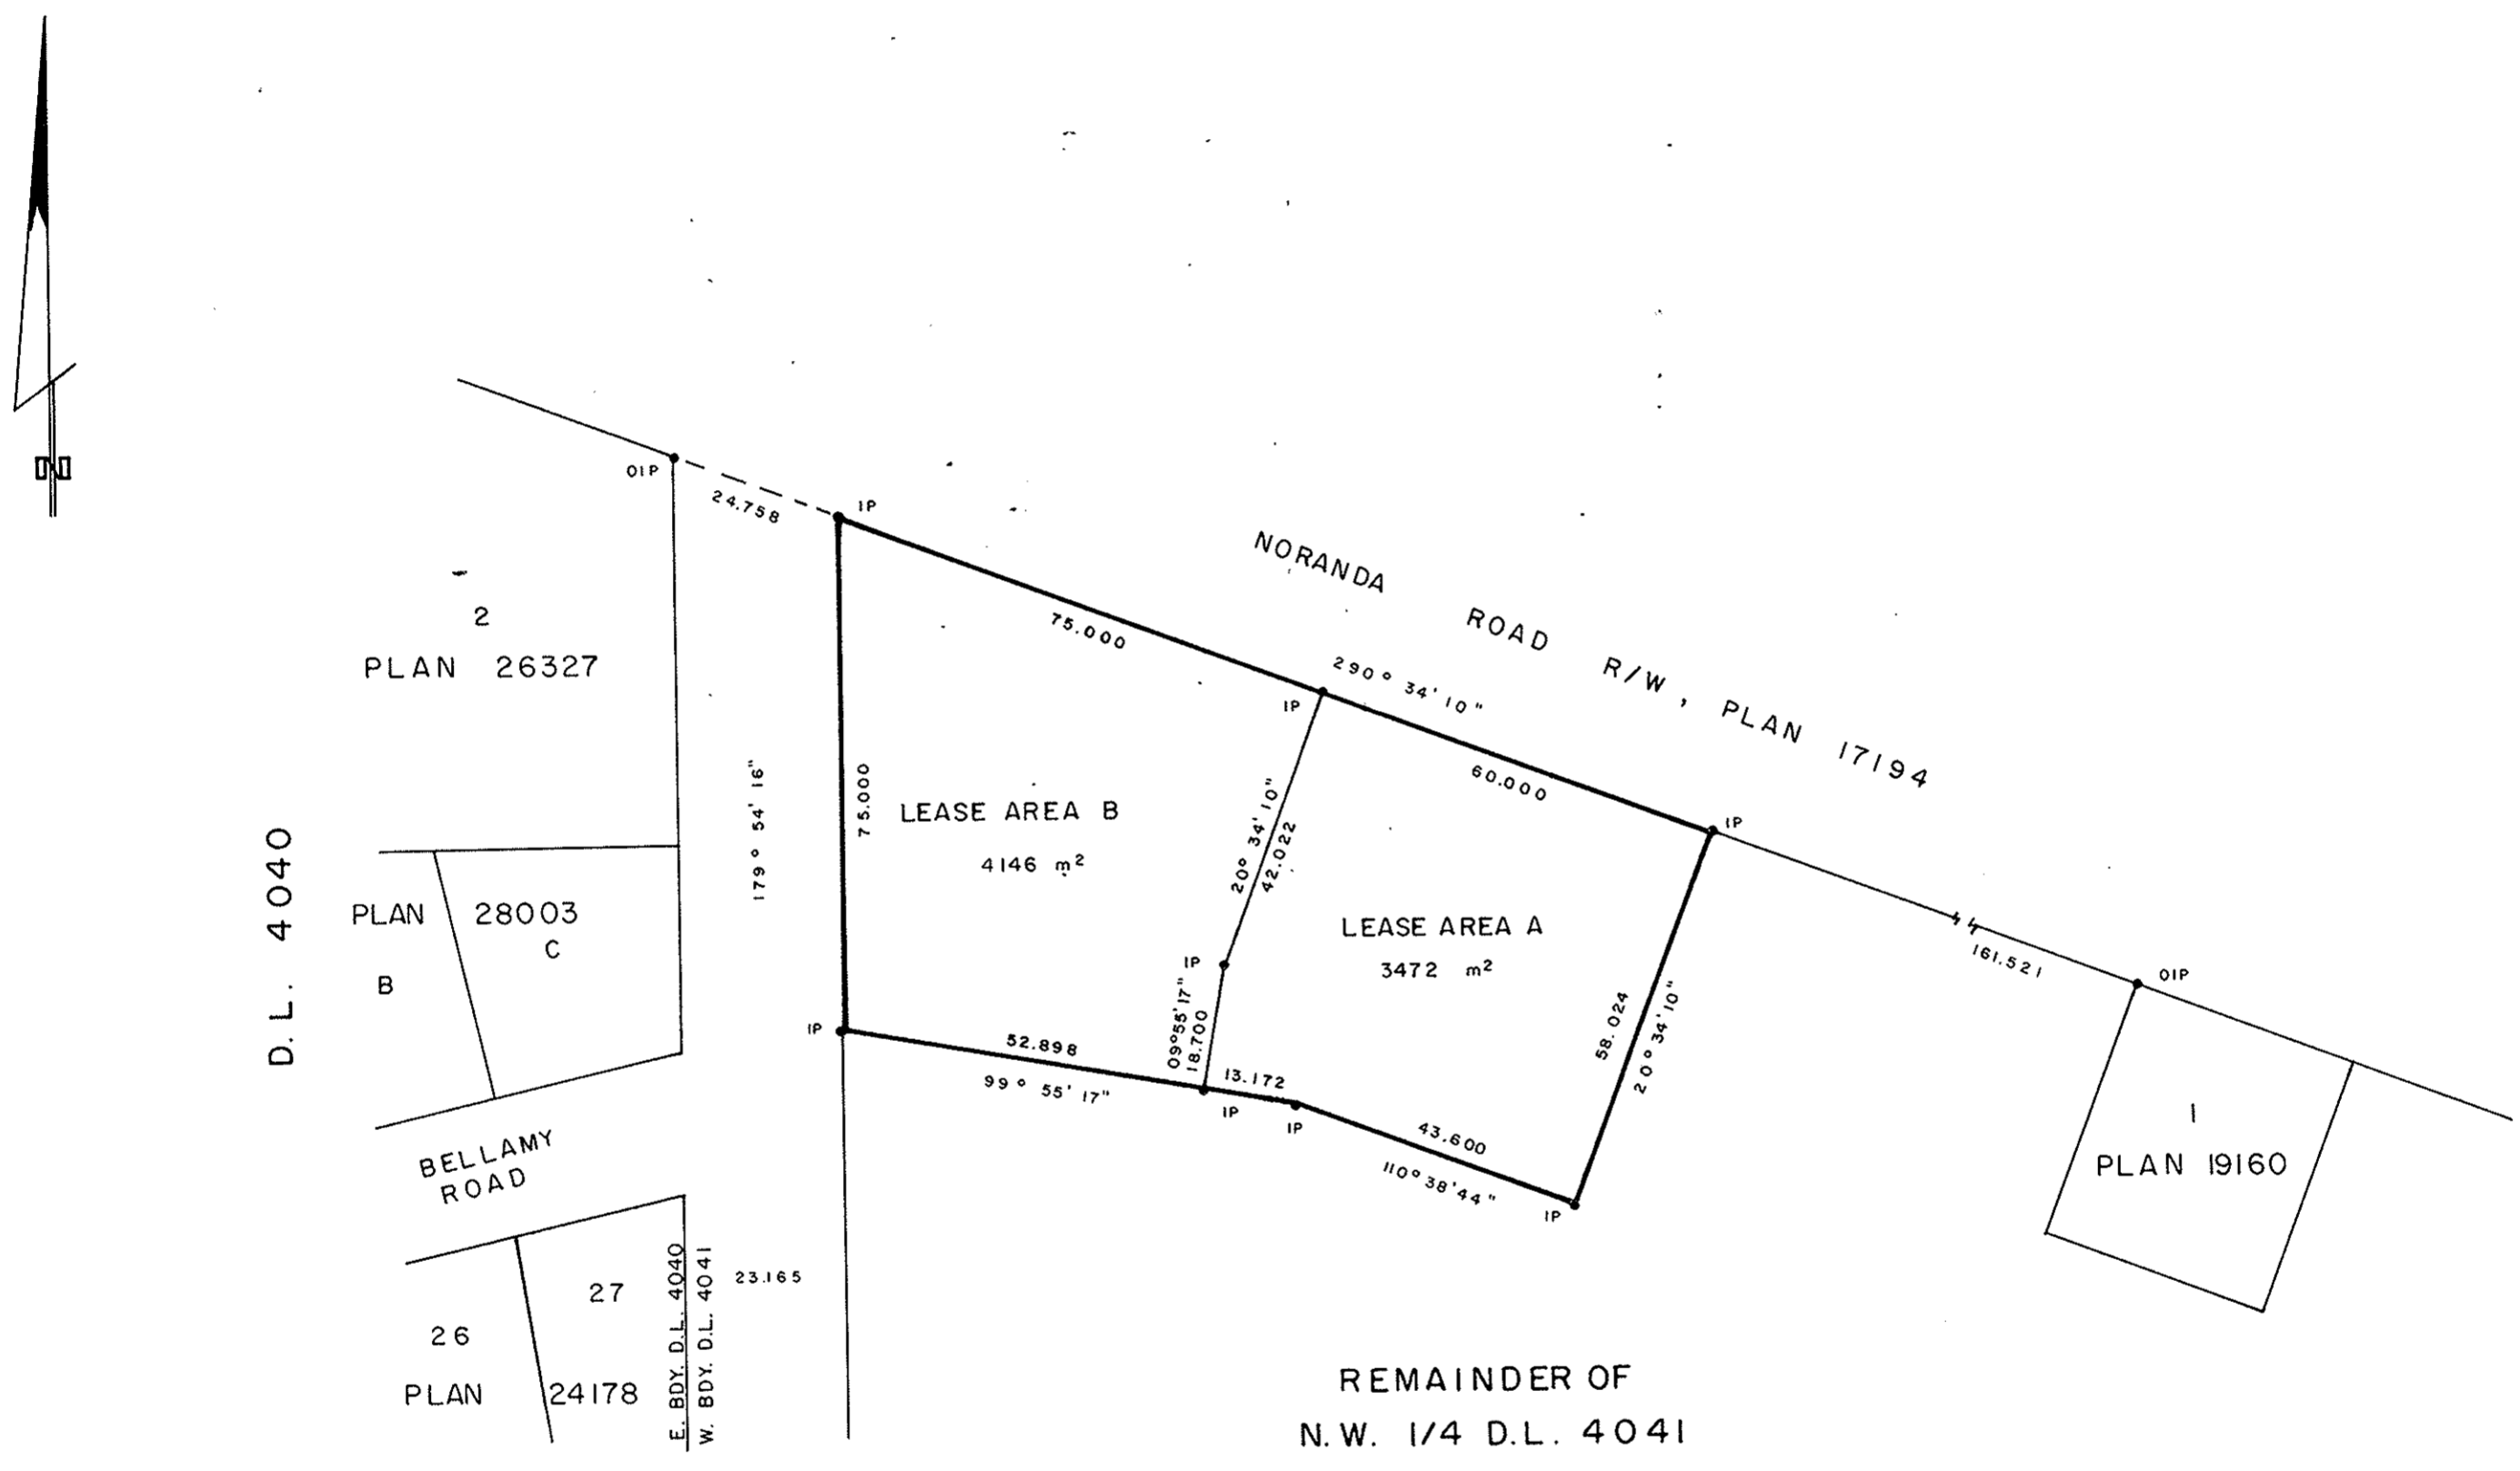 N
OIP
24.758
IP
NORANDA ROAD R/W, PLAN 17194
2
PLAN 26327
75.000
290° 34' 10"
IP
60.000
IP
179° 54' 16"
75.000
LEASE AREA B
4146 m²
20° 34' 10"
42.022
D.L. 4040
PLAN 28003
C
B
LEASE AREA A
3472 m²
IP
161.521
OIP
IP
52.898
99° 55' 17"
09°55'17"
18.700
13.172
IP
IP
58.024
20° 34' 10"
43.600
110° 38' 44"
IP
1
PLAN 19160
BELLAMY
ROAD
27
26
PLAN 24178
E. BDY. D.L. 4040
W. BDY. D.L. 4041
23.165
REMAINDER OF
N.W. 1/4 D.L. 4041